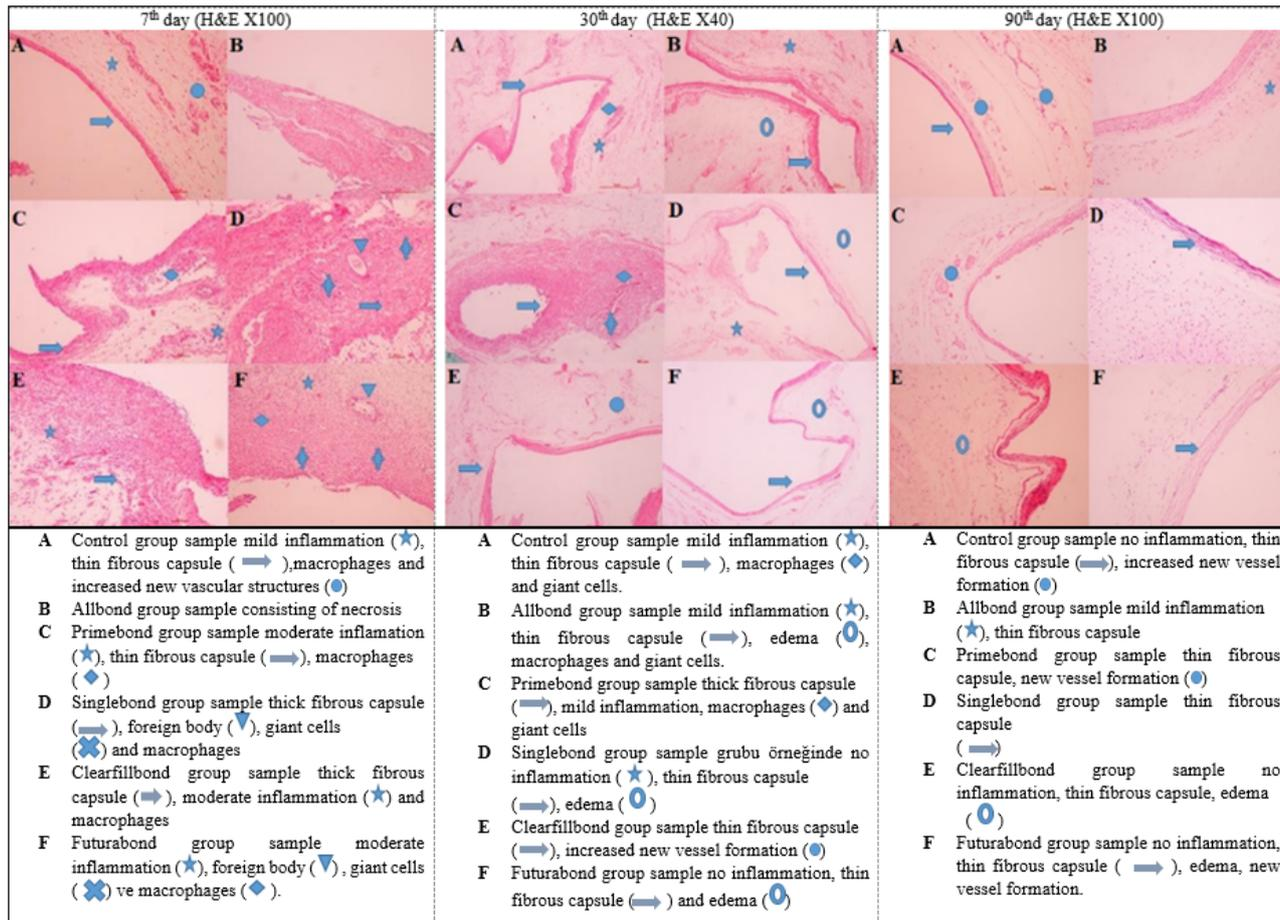 7th day (H&E X100)
30th day (H&E X40)
90th day (H&E X100)
A
B
C
D
E
F
A
B
C
D
E
F
A
B
C
D
E
F
A Control group sample mild inflammation ( ),
thin fibrous capsule ( ),macrophages and
increased new vascular structures ( )
B Allbond group sample consisting of necrosis
C Primebond group sample moderate inflamation
( ), thin fibrous capsule ( ), macrophages
( )
D Singlebond group sample thick fibrous capsule
( ), foreign body ( ), giant cells
( ) and macrophages
E Clearfillbond group sample thick fibrous
capsule ( ), moderate inflammation ( ) and
macrophages
F Futurabond group sample moderate
inflammation ( ), foreign body ( ), giant cells
( ) ve macrophages ( ).
A Control group sample mild inflammation ( ),
thin fibrous capsule ( ), macrophages ( )
and giant cells.
B Allbond group sample mild inflammation ( ),
thin fibrous capsule ( ), edema ( ),
macrophages and giant cells.
C Primebond group sample thick fibrous capsule
( ), mild inflammation, macrophages ( ) and
giant cells
D Singlebond group sample grubu örneğinde no
inflammation ( ), thin fibrous capsule
( ), edema ( )
E Clearfillbond goup sample thin fibrous capsule
( ), increased new vessel formation ( )
F Futurabond group sample no inflammation, thin
fibrous capsule ( ) and edema ( )
A Control group sample no inflammation, thin
fibrous capsule ( ), increased new vessel
formation ( )
B Allbond group sample mild inflammation
( ), thin fibrous capsule
C Primebond group sample thin fibrous
capsule, new vessel formation ( )
D Singlebond group sample thin fibrous
capsule
( )
E Clearfillbond group sample no
inflammation, thin fibrous capsule, edema
( )
F Futurabond group sample no inflammation,
thin fibrous capsule ( ), edema, new
vessel formation.